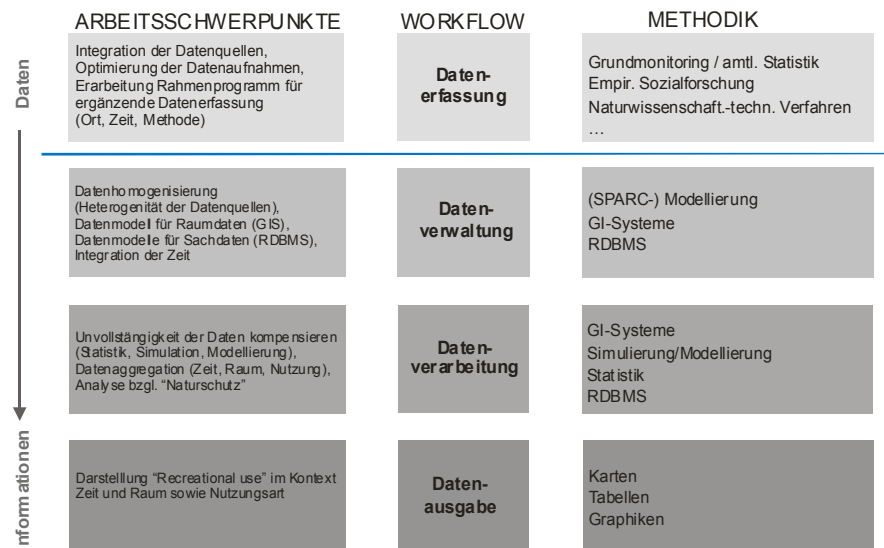 ARBEITSSCHWERPUNKTE
WORKFLOW
METHODIK
Daten
Integration der Datenquellen,
Optimierung der Datenaufnahmen,
Erarbeitung Rahmenprogramm für
ergänzende Datenerfassung
(Ort, Zeit, Methode)
Daten-
erfassung
Grundmonitoring / amtl. Statistik
Empir. Sozialforschung
Naturwissenschaft.-techn. Verfahren
…
Datenhomogenisierung
(Heterogenität der Datenquellen),
Datenmodell für Raumdaten (GIS),
Datenmodelle für Sachdaten (RDBMS),
Integration der Zeit
Daten-
verwaltung
(SPARC-) Modellierung
GI-Systeme
RDBMS
Unvollständigkeit der Daten kompensieren
(Statistik, Simulation, Modellierung),
Datenaggregation (Zeit, Raum, Nutzung),
Analyse bzgl. “Naturschutz”
Daten-
verarbeitung
GI-Systeme
Simulierung/Modellierung
Statistik
RDBMS
nformationen
Darstelllung “Recreational use” im Kontext
Zeit und Raum sowie Nutzungsart
Daten-
ausgabe
Karten
Tabellen
Graphiken